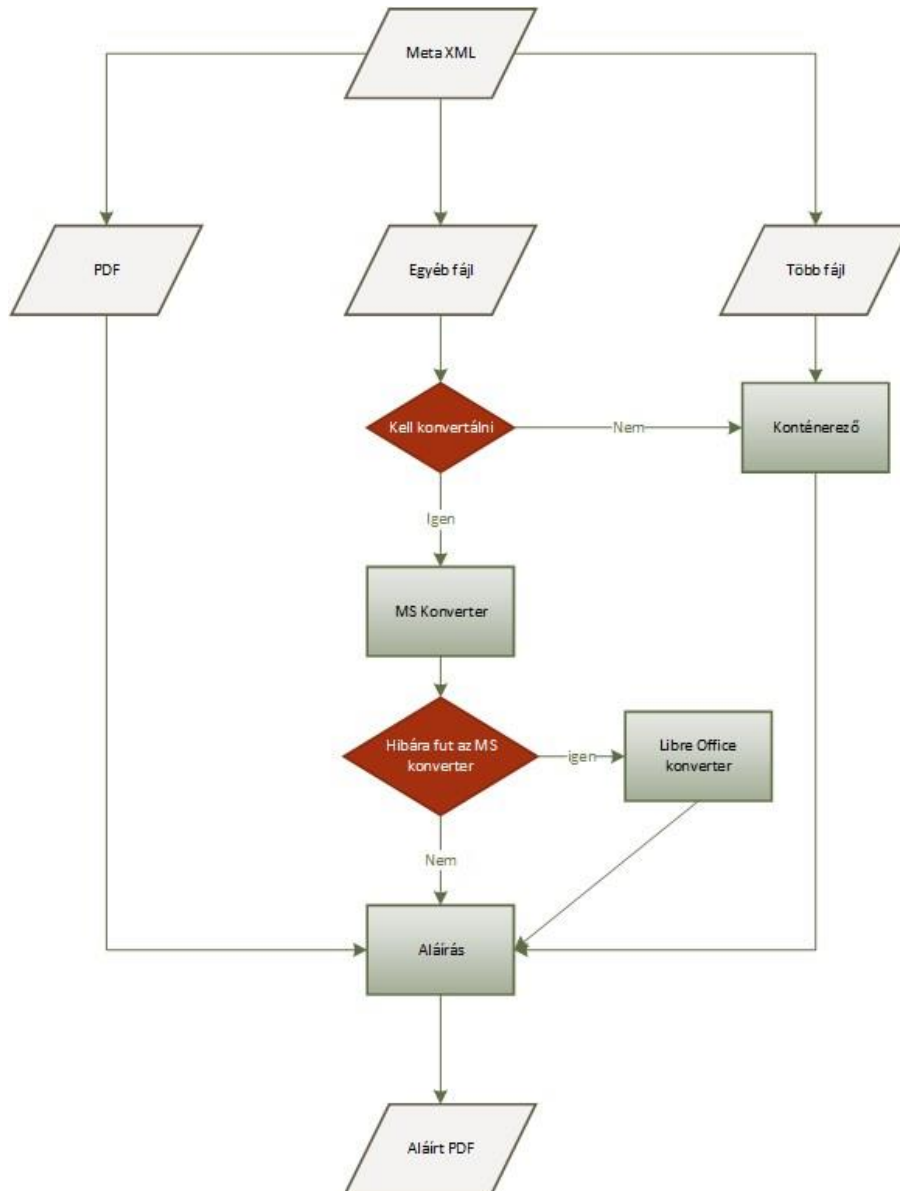 Meta XML
PDF
Egyéb fájl
Több fájl
Kell konvertálni
Nem
Konténerező
Igen
MS Konverter
Hibára fut az MS
konverter
igen
Libre Office
konverter
Nem
Aláírás
Aláírt PDF